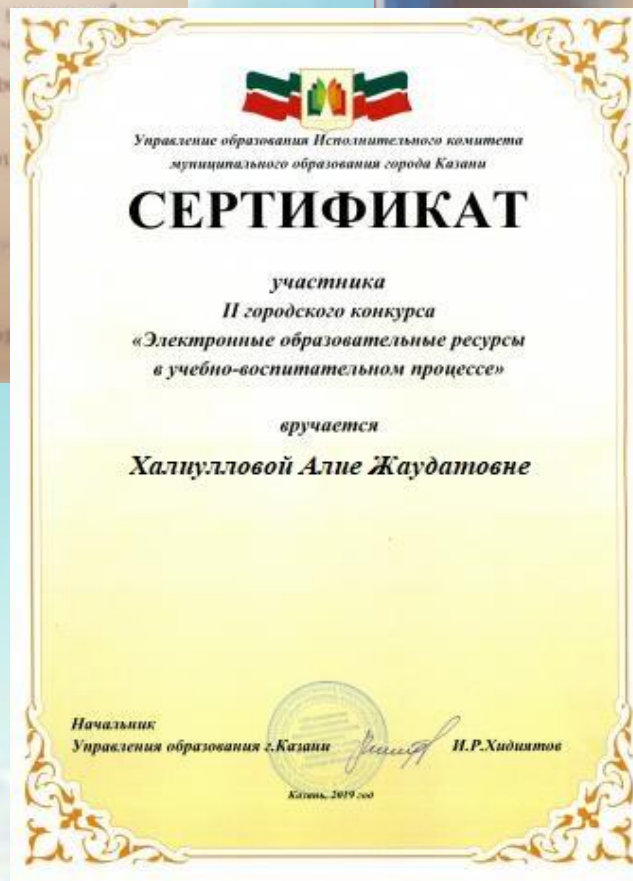 Управление образования Исполнительного комитета
муниципального образования города Казани
СЕРТИФИКАТ
участника
II городского конкурса
«Электронные образовательные ресурсы
в учебно-воспитательном процессе»
вручается
Халиулловой Алие Жаудатовне
Начальник
Управления образования г.Казани И.Р.Хидиятов
Казань, 2019 год